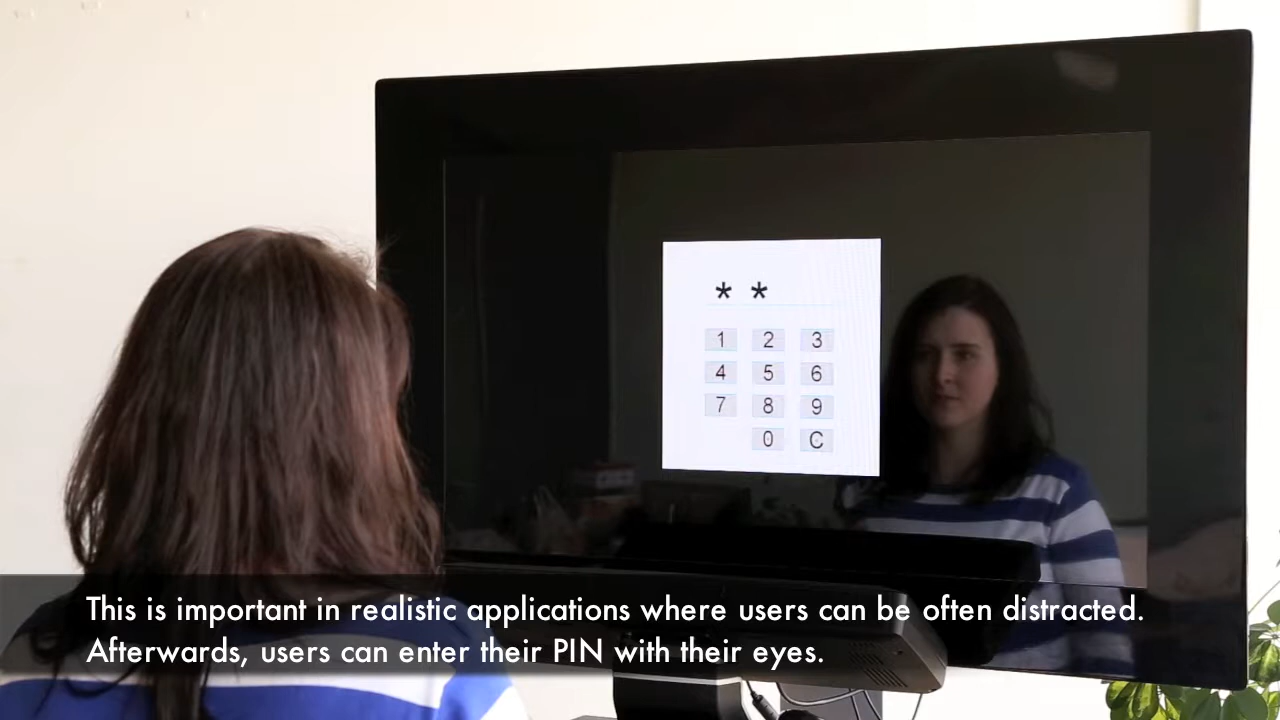 * *
1 2 3
4 5 6
7 8 9
0 C
This is important in realistic applications where users can be often distracted.
Afterwards, users can enter their PIN with their eyes.